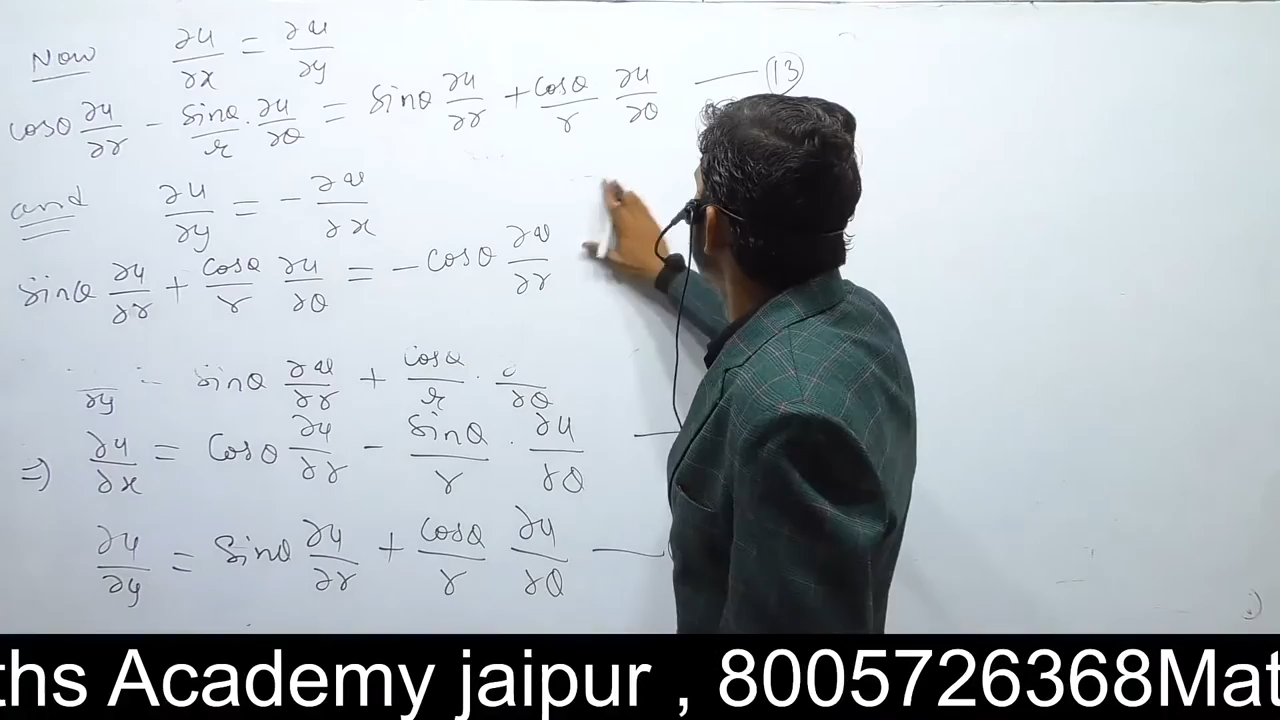 Now ∂u/∂x = ∂v/∂y
cosθ ∂u/∂r - sinθ/r · ∂u/∂θ = sinθ ∂u/∂r + cosθ/r ∂u/∂θ — 13
and ∂u/∂y = - ∂v/∂x
sinθ ∂u/∂r + cosθ/r ∂u/∂θ = - cosθ ∂v/∂r
∂y = sinθ ∂v/∂r + cosθ/r · ∂θ
⇒ ∂u/∂x = cosθ ∂u/∂r - sinθ/r · ∂u/∂θ —
∂u/∂y = sinθ ∂u/∂r + cosθ/r ∂u/∂θ —
ths Academy jaipur , 8005726368Mat